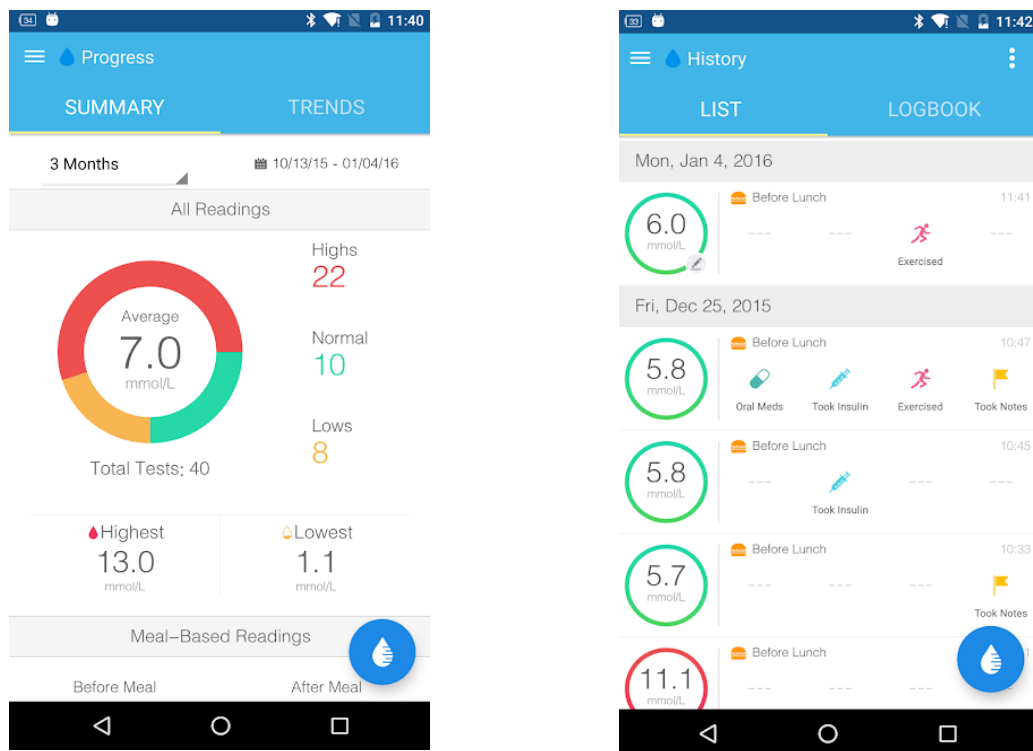 34
11:40
Progress
SUMMARY TRENDS
3 Months 10/13/15 - 01/04/16
All Readings
Average
7.0
mmol/L
Total Tests: 40
Highs
22
Normal
10
Lows
8
Highest
13.0
mmol/L
Lowest
1.1
mmol/L
Meal-Based Readings
Before Meal After Meal
33
11:42
History
LIST LOGBOOK
Mon, Jan 4, 2016
6.0
mmol/L
Before Lunch 11:41
--- --- ---
Exercised
Fri, Dec 25, 2015
5.8
mmol/L
Before Lunch 10:47
Oral Meds Took Insulin Exercised Took Notes
5.8
mmol/L
Before Lunch 10:45
--- --- ---
Took Insulin
5.7
mmol/L
Before Lunch 10:33
--- --- ---
Took Notes
11.1
mmol/L
Before Lunch
--- --- ---